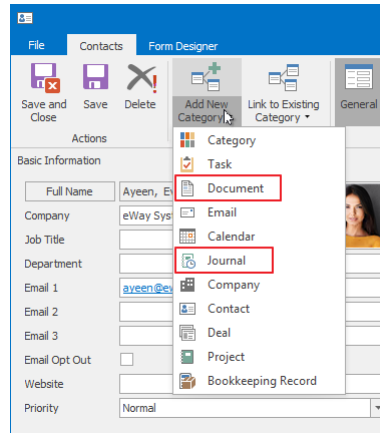 File Contacts Form Designer
Save and Close
Save
Delete
Add New Category
Link to Existing Category
General
Actions
Category
Task
Document
Email
Calendar
Journal
Company
Contact
Deal
Project
Bookkeeping Record
Basic Information
Full Name Ayeen, E
Company eWay Sys
Job Title
Department
Email 1 ayeen@ew
Email 2
Email 3
Email Opt Out
Website
Priority Normal